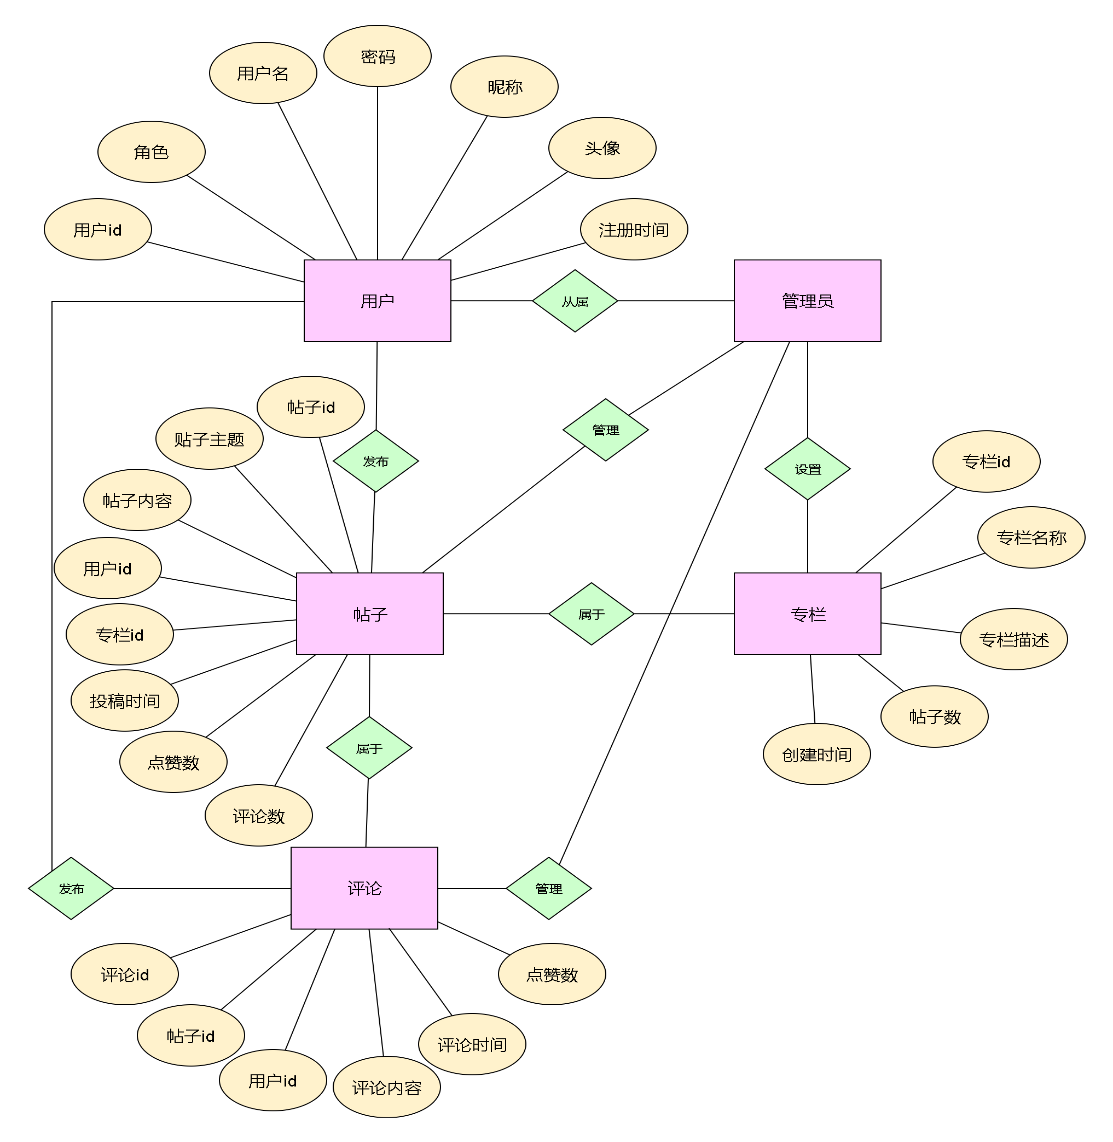 密码
用户名
昵称
头像
角色
用户id
注册时间
用户
从属
管理员
帖子id
贴子主题
管理
发布
设置
专栏id
帖子内容
专栏名称
用户id
帖子
属于
专栏
专栏id
专栏描述
投稿时间
帖子数
属于
创建时间
点赞数
评论数
发布
评论
管理
评论id
点赞数
帖子id
评论时间
用户id
评论内容